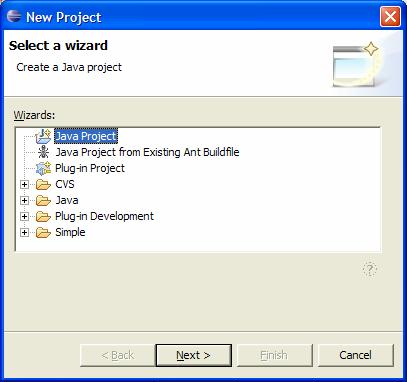 New Project
Select a wizard
Create a Java project
Wizards:
Java Project
Java Project from Existing Ant Buildfile
Plug-in Project
CVS
Java
Plug-in Development
Simple
?
< Back
Next >
Finish
Cancel